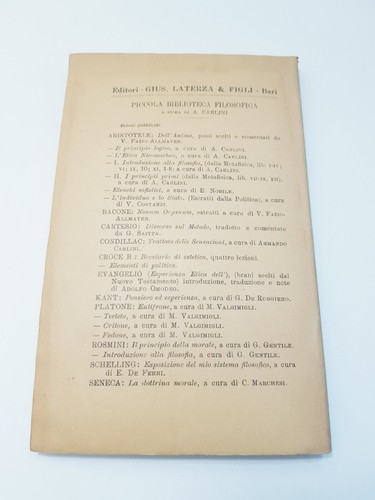 Editori - GIUS. LATERZA & FIGLI - Bari
PICCOLA BIBLIOTECA FILOSOFICA
A CURA DI A. CARLINI
Volumi pubblicati:
ARISTOTELE: Dell'Anima, passi scelti e comentati da
V. FAZIO-ALLMAYER.
— Il principio logico, a cura di A. CARLINI.
— L'Etica Nicomachea, a cura di A. CARLINI.
— I. Introduzione alla filosofia, (dalla Metafisica, lib. I-IV;
VI; IX, 10; XI, 1-8; a cura di A. CARLINI.
— II. I principii primi (dalla Metafisica, lib. VII-IX, XII),
a cura di A. CARLINI.
— Elenchi sofistici, a cura di E. NOBILE.
— L'Individuo e lo Stato. (Estratti dalla Politica), a cura di
V. COSTANZI.
BACONE: Novum Organum, estratti a cura di V. FAZIO-
ALLMAYER.
CARTESIO: Discorso sul Metodo, tradotto e comentato
da G. SAITTA.
CONDILLAC: Trattato delle Sensazioni, a cura di ARMANDO
CARLINI.
CROCE B.: Breviario di estetica, quattro lezioni.
— Elementi di politica.
EVANGELIO (Esperienza Etica dell'), (brani scelti dal
Nuovo Testamento) introduzione, traduzione e note
di ADOLFO OMODEO.
KANT: Pensiero ed esperienza, a cura di G. DE RUGGIERO.
PLATONE: Eutifrone, a cura di M. VALGIMIGLI.
— Teeteto, a cura di M. VALGIMIGLI.
— Critone, a cura di M. VALGIMIGLI.
— Fedone, a cura di M. VALGIMIGLI.
ROSMINI: Il principio della morale, a cura di G. GENTILE.
— Introduzione alla filosofia, a cura di G. GENTILE.
SCHELLING: Esposizione del mio sistema filosofico, a cura
di E. DE FERRI.
SENECA: La dottrina morale, a cura di C. MARCHESI.